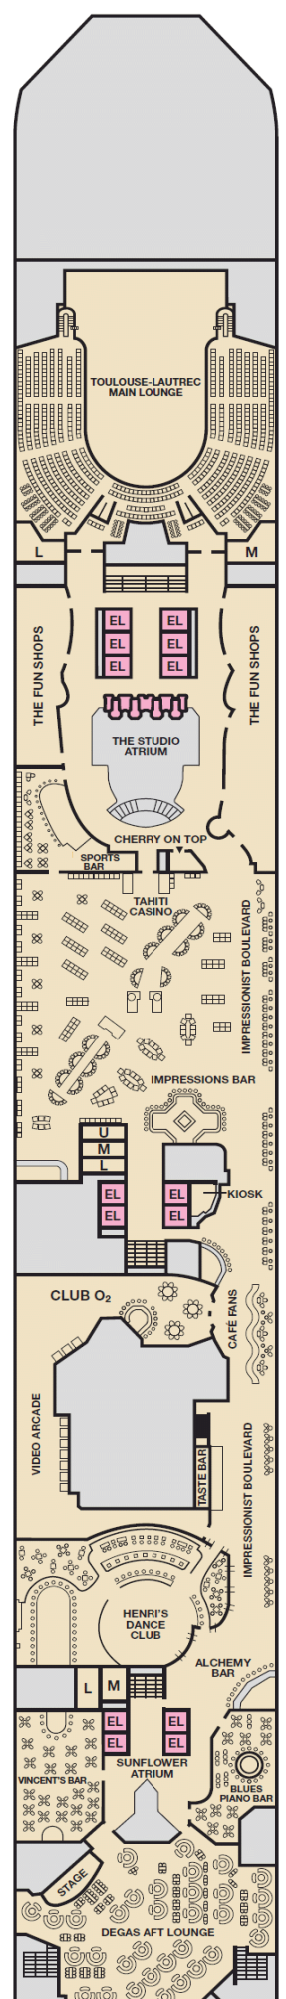 TOULOUSE-LAUTREC
MAIN LOUNGE
L
M
EL
EL
EL
EL
EL
EL
THE FUN SHOPS
THE FUN SHOPS
THE STUDIO
ATRIUM
CHERRY ON TOP
SPORTS
BAR
TAHITI
CASINO
IMPRESSIONIST BOULEVARD
IMPRESSIONS BAR
U
M
L
EL
EL
EL
EL
KIOSK
CLUB O₂
CAFÉ FANS
VIDEO ARCADE
TASTE BAR
IMPRESSIONIST BOULEVARD
HENRI'S
DANCE
CLUB
ALCHEMY
BAR
L
M
EL
EL
EL
EL
SUNFLOWER
ATRIUM
VINCENT'S BAR
BLUES
PIANO BAR
STAGE
DEGAS AFT LOUNGE